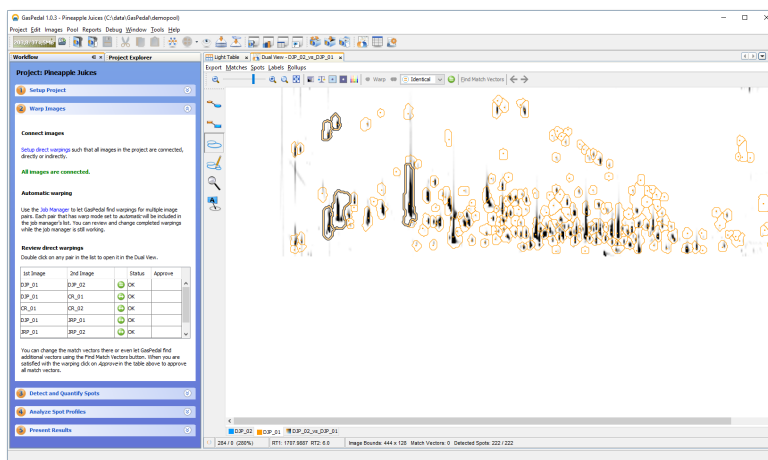 GasPedal 1.0.3 - Pineapple Juices (C:\data\GasPedal\demopool)
Project Edit Images Pool Reports Debug Window Tools Help
Workflow
Project Explorer
Light Table
Dual View - DJP_02_vs_DJP_01
Export Matches Spots Labels Rollups
Warp
Identical
Find Match Vectors
Project: Pineapple Juices
1 Setup Project
2 Warp Images
Connect images
Setup direct warpings such that all images in the project are connected,
directly or indirectly.
All images are connected.
Automatic warping
Use the Job Manager to let GasPedal find warpings for multiple image
pairs. Each pair that has warp mode set to automatic will be included in
the job manager's list. You can review and change completed warpings
while the job manager is still working.
Review direct warpings
Double click on any pair in the list to open it in the Dual View.
1st Image 2nd Image Status Approve
DJP_01 DJP_02 OK
DJP_01 CR_01 OK
CR_01 CR_02 OK
DJP_01 JRP_01 OK
JRP_01 JRP_02 OK
You can change the match vectors there or even let GasPedal find
additional vectors using the Find Match Vectors button. When you are
satisfied with the warping click on Approve in the table above to approve
all match vectors.
3 Detect and Quantify Spots
4 Analyze Spot Profiles
5 Present Results
DJP_02 DJP_01 DJP_02_vs_DJP_01
284 / 0 (280%) RT1: 1707.9887 RT2: 6.0 Image Bounds: 444 x 128 Match Vectors: 0 Detected Spots: 222 / 222